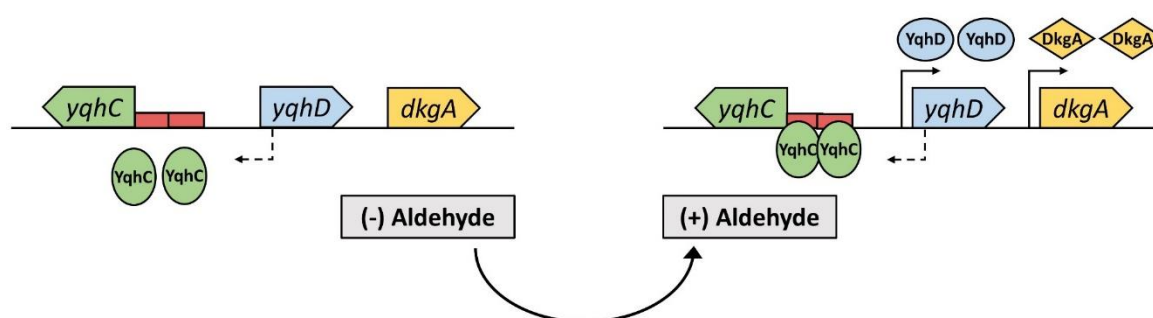 YqhD YqhD DkgA DkgA
yqhC yqhD dkgA yqhC yqhD dkgA
YqhC YqhC YqhC YqhC
(-) Aldehyde (+) Aldehyde